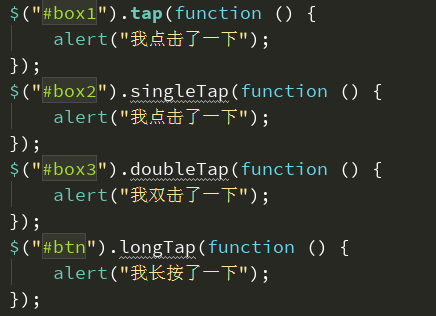 $("#box1").tap(function () {
    alert("我点击了一下");
});
$("#box2").singleTap(function () {
    alert("我点击了一下");
});
$("#box3").doubleTap(function () {
    alert("我双击了一下");
});
$("#btn").longTap(function () {
    alert("我长按了一下");
});